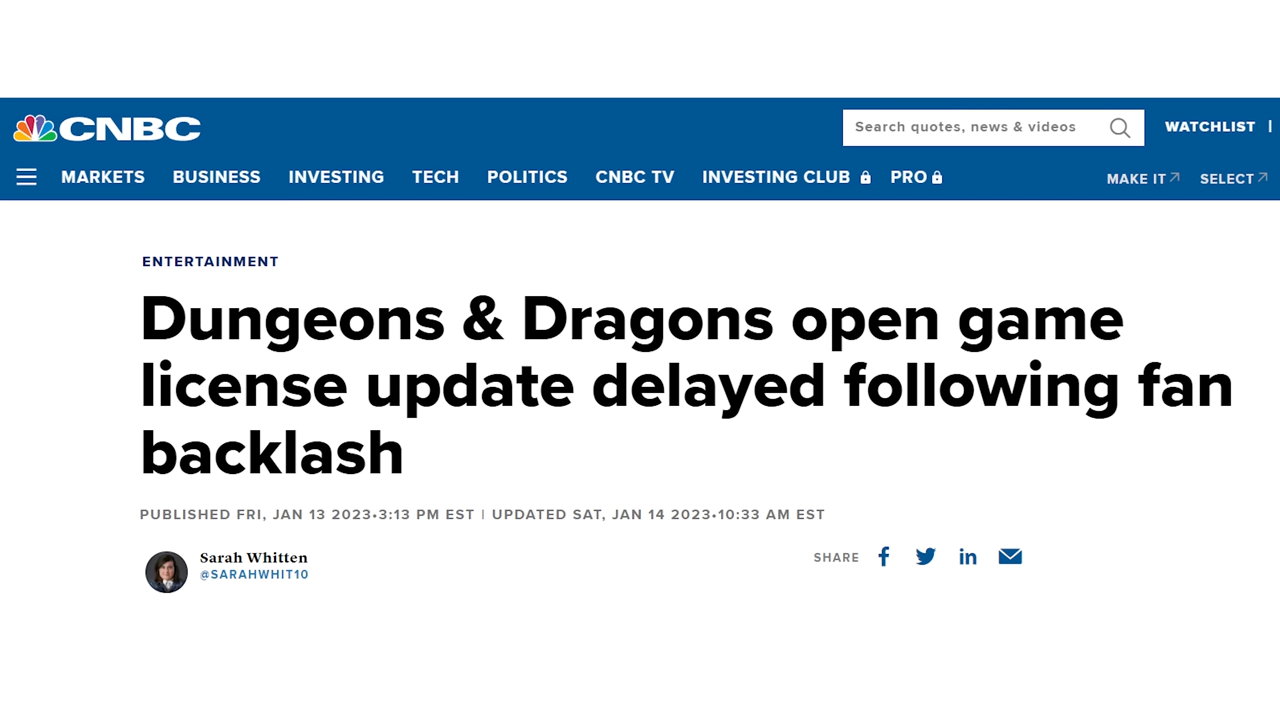 CNBC
Search quotes, news & videos
WATCHLIST |
MARKETS BUSINESS INVESTING TECH POLITICS CNBC TV INVESTING CLUB PRO MAKE IT SELECT
ENTERTAINMENT
Dungeons & Dragons open game
license update delayed following fan
backlash
PUBLISHED FRI, JAN 13 2023•3:13 PM EST | UPDATED SAT, JAN 14 2023•10:33 AM EST
Sarah Whitten
@SARAHWHIT10
SHARE